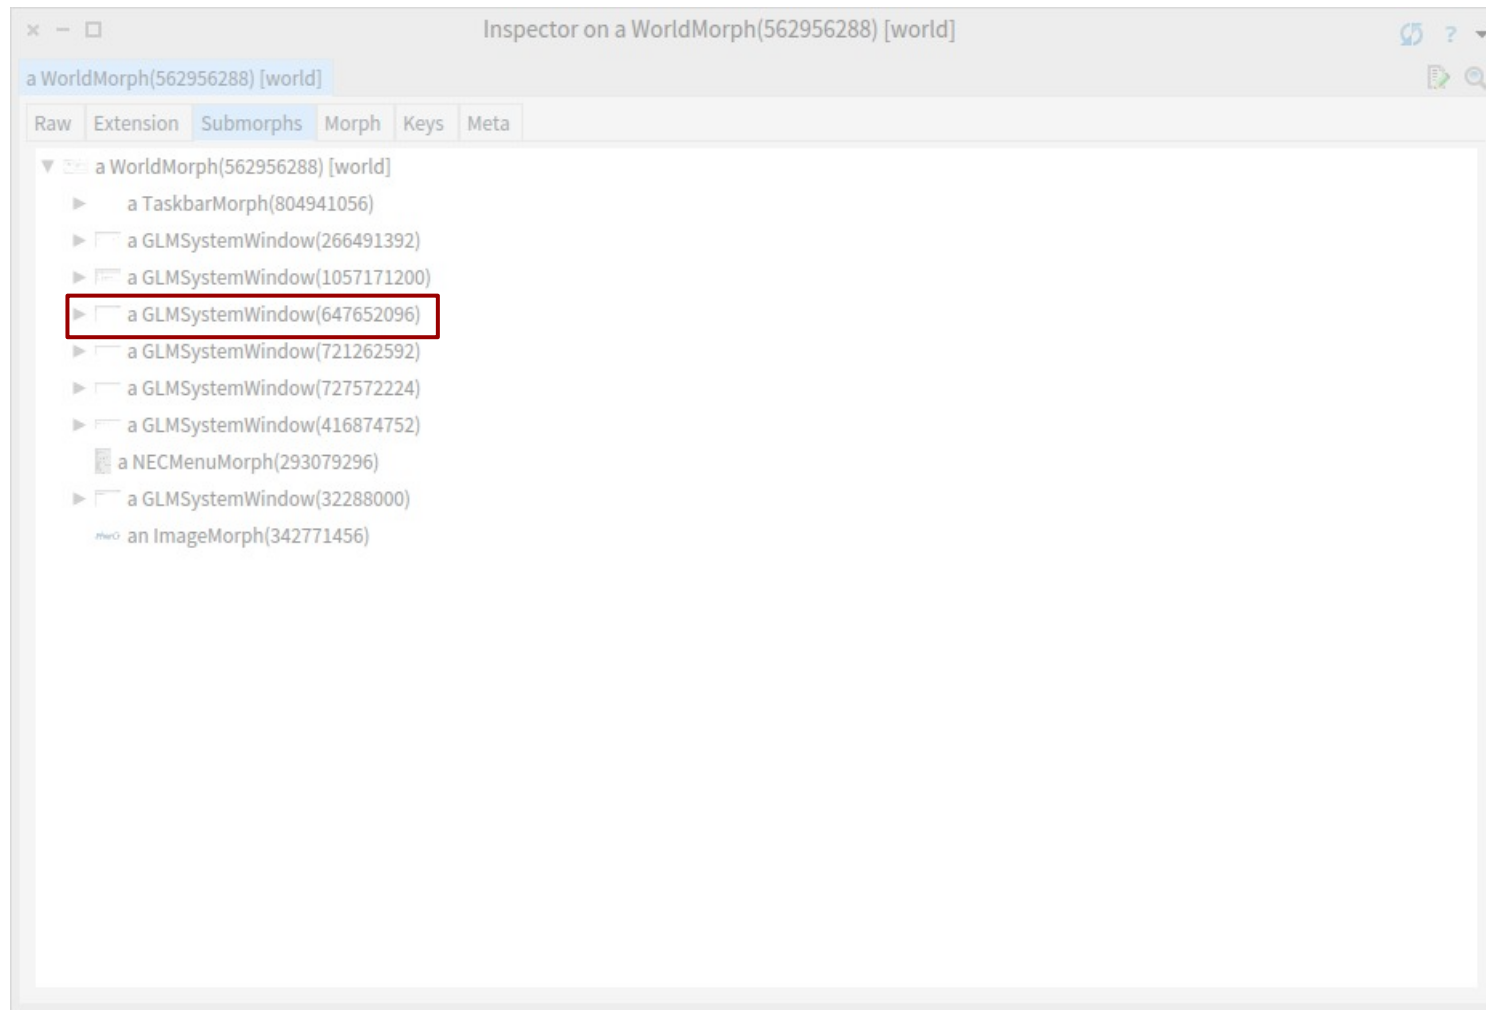 Inspector on a WorldMorph(562956288) [world]
?
a WorldMorph(562956288) [world]
Raw Extension Submorphs Morph Keys Meta
a WorldMorph(562956288) [world]
a TaskbarMorph(804941056)
a GLMSystemWindow(266491392)
a GLMSystemWindow(1057171200)
a GLMSystemWindow(647652096)
a GLMSystemWindow(721262592)
a GLMSystemWindow(727572224)
a GLMSystemWindow(416874752)
a NECMenuMorph(293079296)
a GLMSystemWindow(32288000)
an ImageMorph(342771456)